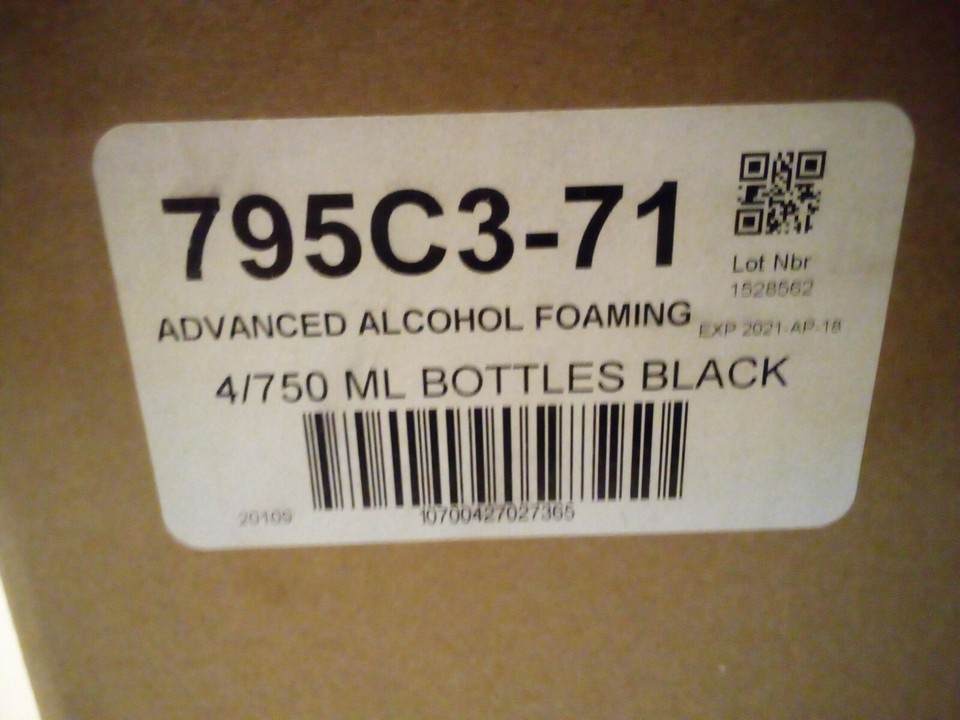 795C3-71
Lot Nbr
1528562
ADVANCED ALCOHOL FOAMING
EXP 2021-AP-18
4/750 ML BOTTLES BLACK
20109
10700427027365